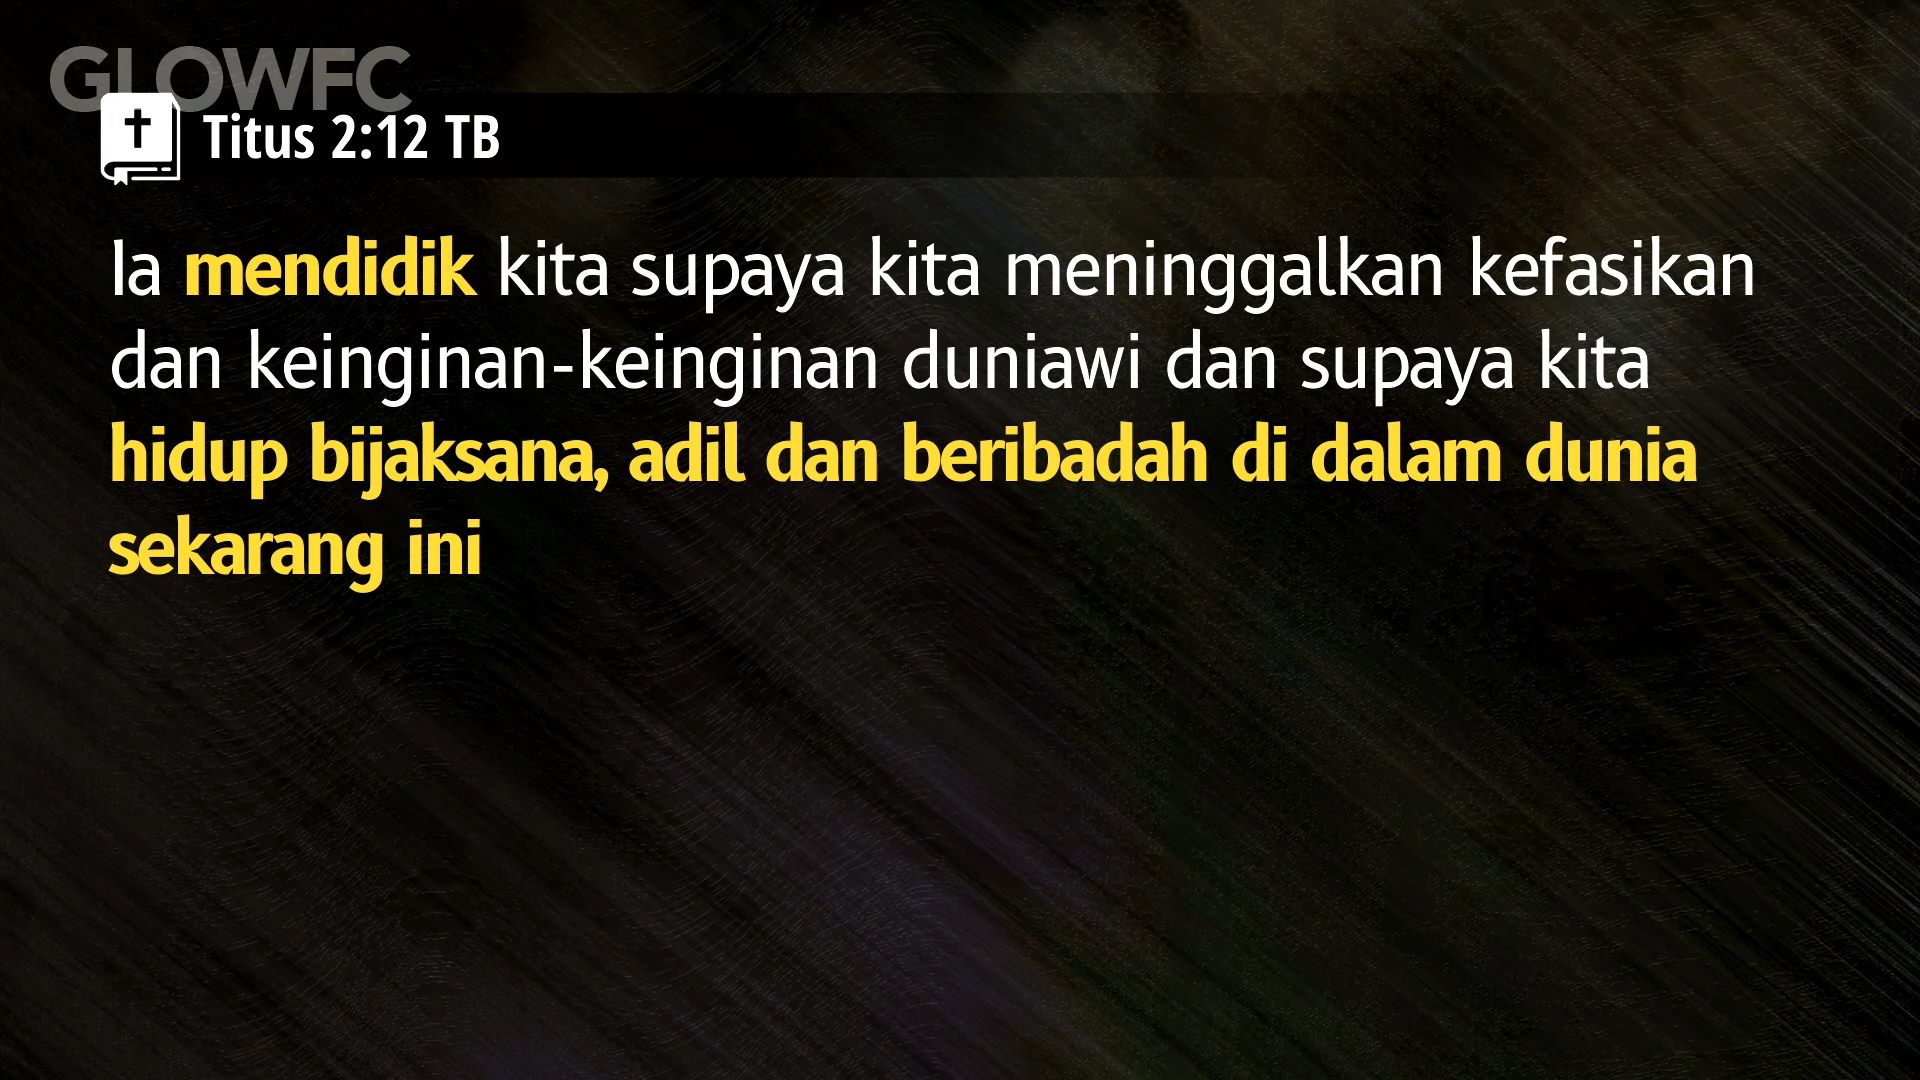 GLOWFC
Titus 2:12 TB
Ia mendidik kita supaya kita meninggalkan kefasikan
dan keinginan-keinginan duniawi dan supaya kita
hidup bijaksana, adil dan beribadah di dalam dunia
sekarang ini